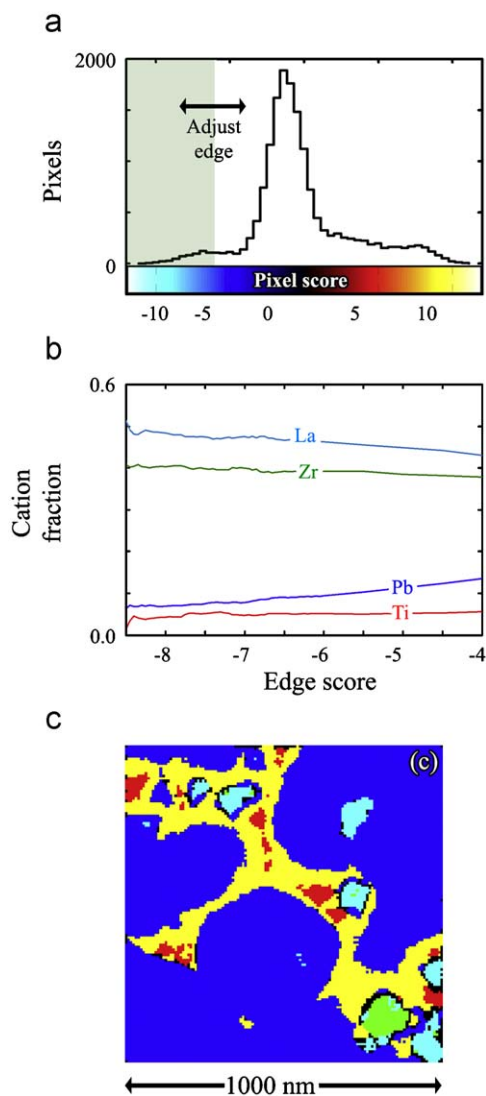 a
2000
Adjust
edge
Pixels
0
Pixel score
-10 -5 0 5 10
b
0.6
La
Zr
Cation
fraction
Pb
Ti
0.0
-8 -7 -6 -5 -4
Edge score
c
(c)
1000 nm